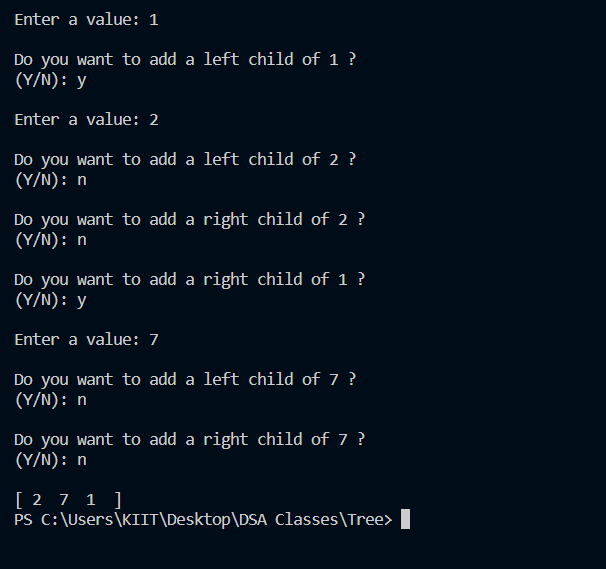 Enter a value: 1
Do you want to add a left child of 1 ?
(Y/N): y
Enter a value: 2
Do you want to add a left child of 2 ?
(Y/N): n
Do you want to add a right child of 2 ?
(Y/N): n
Do you want to add a right child of 1 ?
(Y/N): y
Enter a value: 7
Do you want to add a left child of 7 ?
(Y/N): n
Do you want to add a right child of 7 ?
(Y/N): n
[ 2  7  1  ]
PS C:\Users\KIIT\Desktop\DSA Classes\Tree>